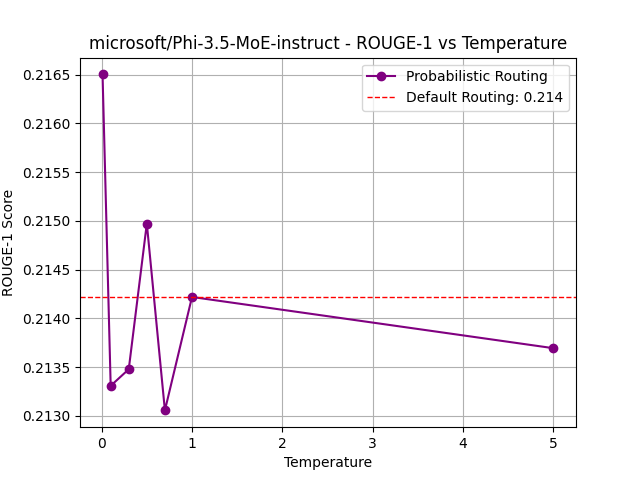 microsoft/Phi-3.5-MoE-instruct - ROUGE-1 vs Temperature
Probabilistic Routing
Default Routing: 0.214
0.2165
0.2160
0.2155
0.2150
0.2145
0.2140
0.2135
0.2130
ROUGE-1 Score
0 1 2 3 4 5
Temperature